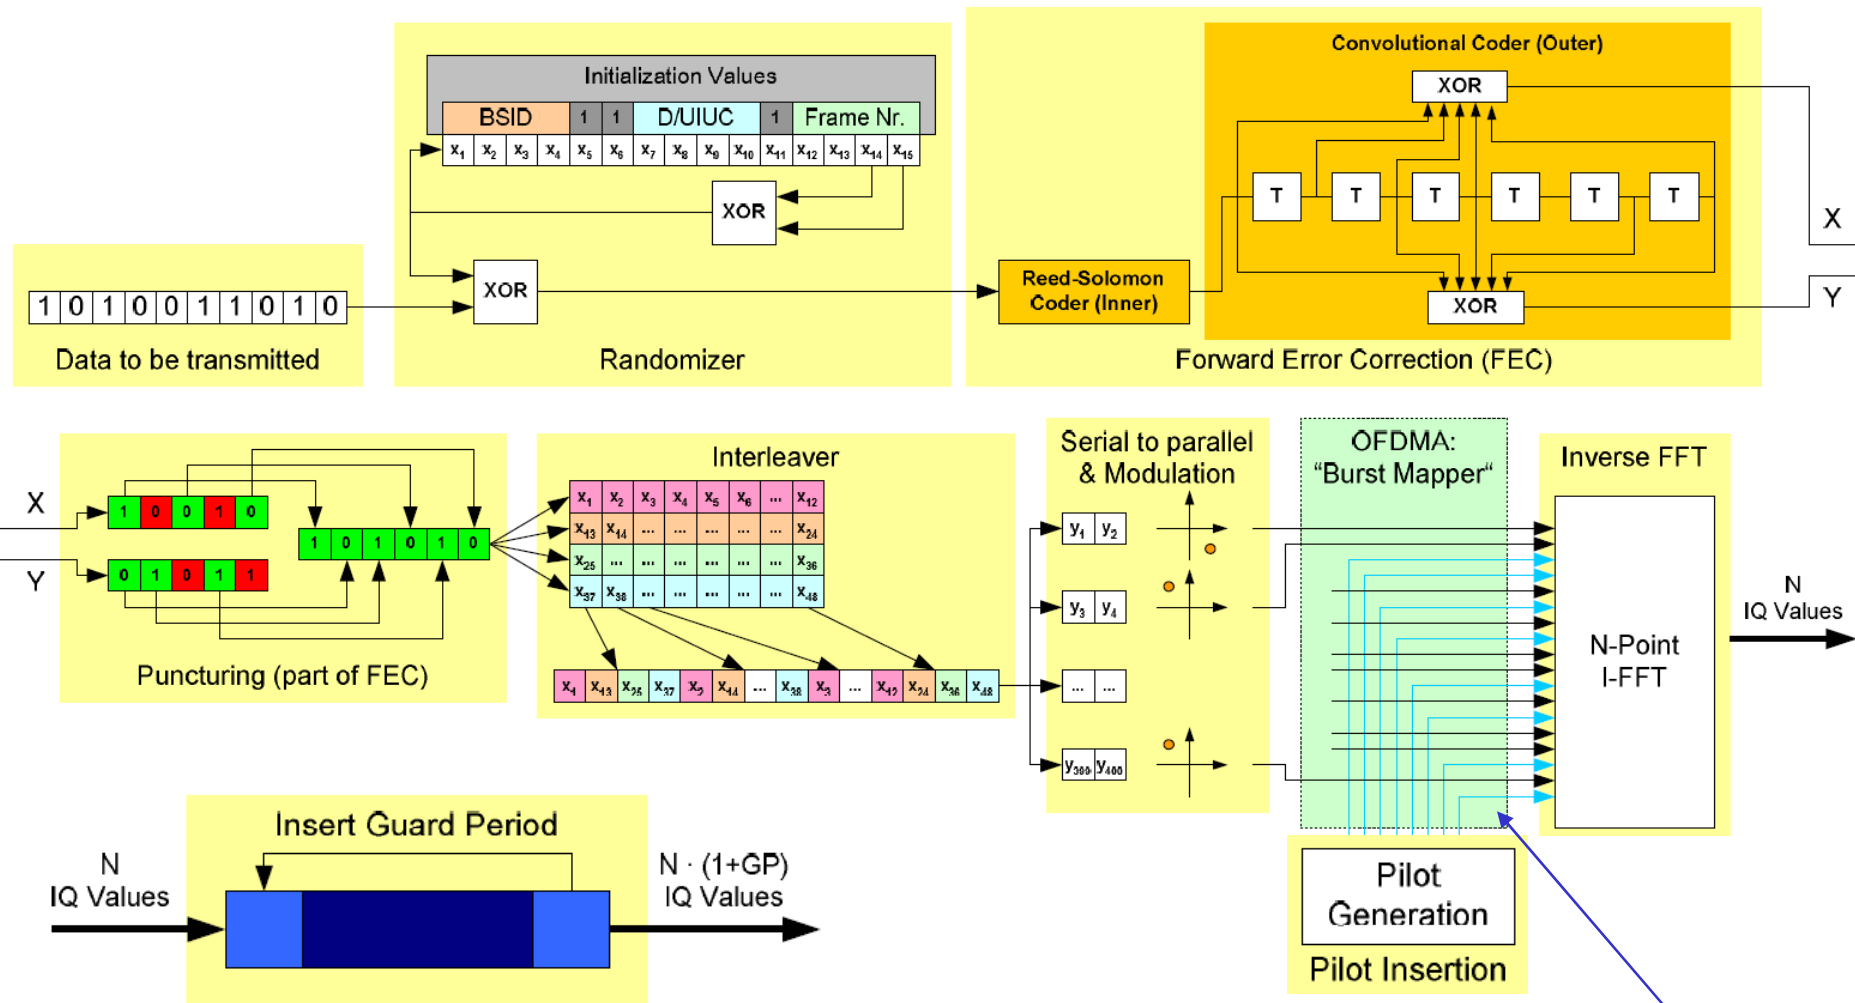 Convolutional Coder (Outer)
Initialization Values
XOR
BSID 1 1 D/UIUC 1 Frame Nr.
x1 x2 x3 x4 x5 x6 x7 x8 x9 x10 x11 x12 x13 x14 x15
T T T T T T
XOR
X
XOR
Reed-Solomon
Coder (Inner)
Y
1 0 1 0 0 1 1 0 1 0
XOR
Data to be transmitted
Randomizer
Forward Error Correction (FEC)
X
1 0 0 1 0
1 0 1 0 1 0
Y
0 1 0 1 1
Puncturing (part of FEC)
Interleaver
x1 x2 x3 x4 x5 x6 ... x12
x13 x14 ... ... ... ... ... x24
x25 ... ... ... ... ... ... x36
x37 x38 ... ... ... ... ... x48
x1 x13 x25 x37 x2 x14 ... x38 x3 ... x12 x24 x36 x48
Serial to parallel
& Modulation
y1 y2
y3 y4
... ...
y399 y400
OFDMA:
“Burst Mapper“
Inverse FFT
N-Point
I-FFT
N
IQ Values
Insert Guard Period
N
IQ Values
N · (1+GP)
IQ Values
Pilot
Generation
Pilot Insertion